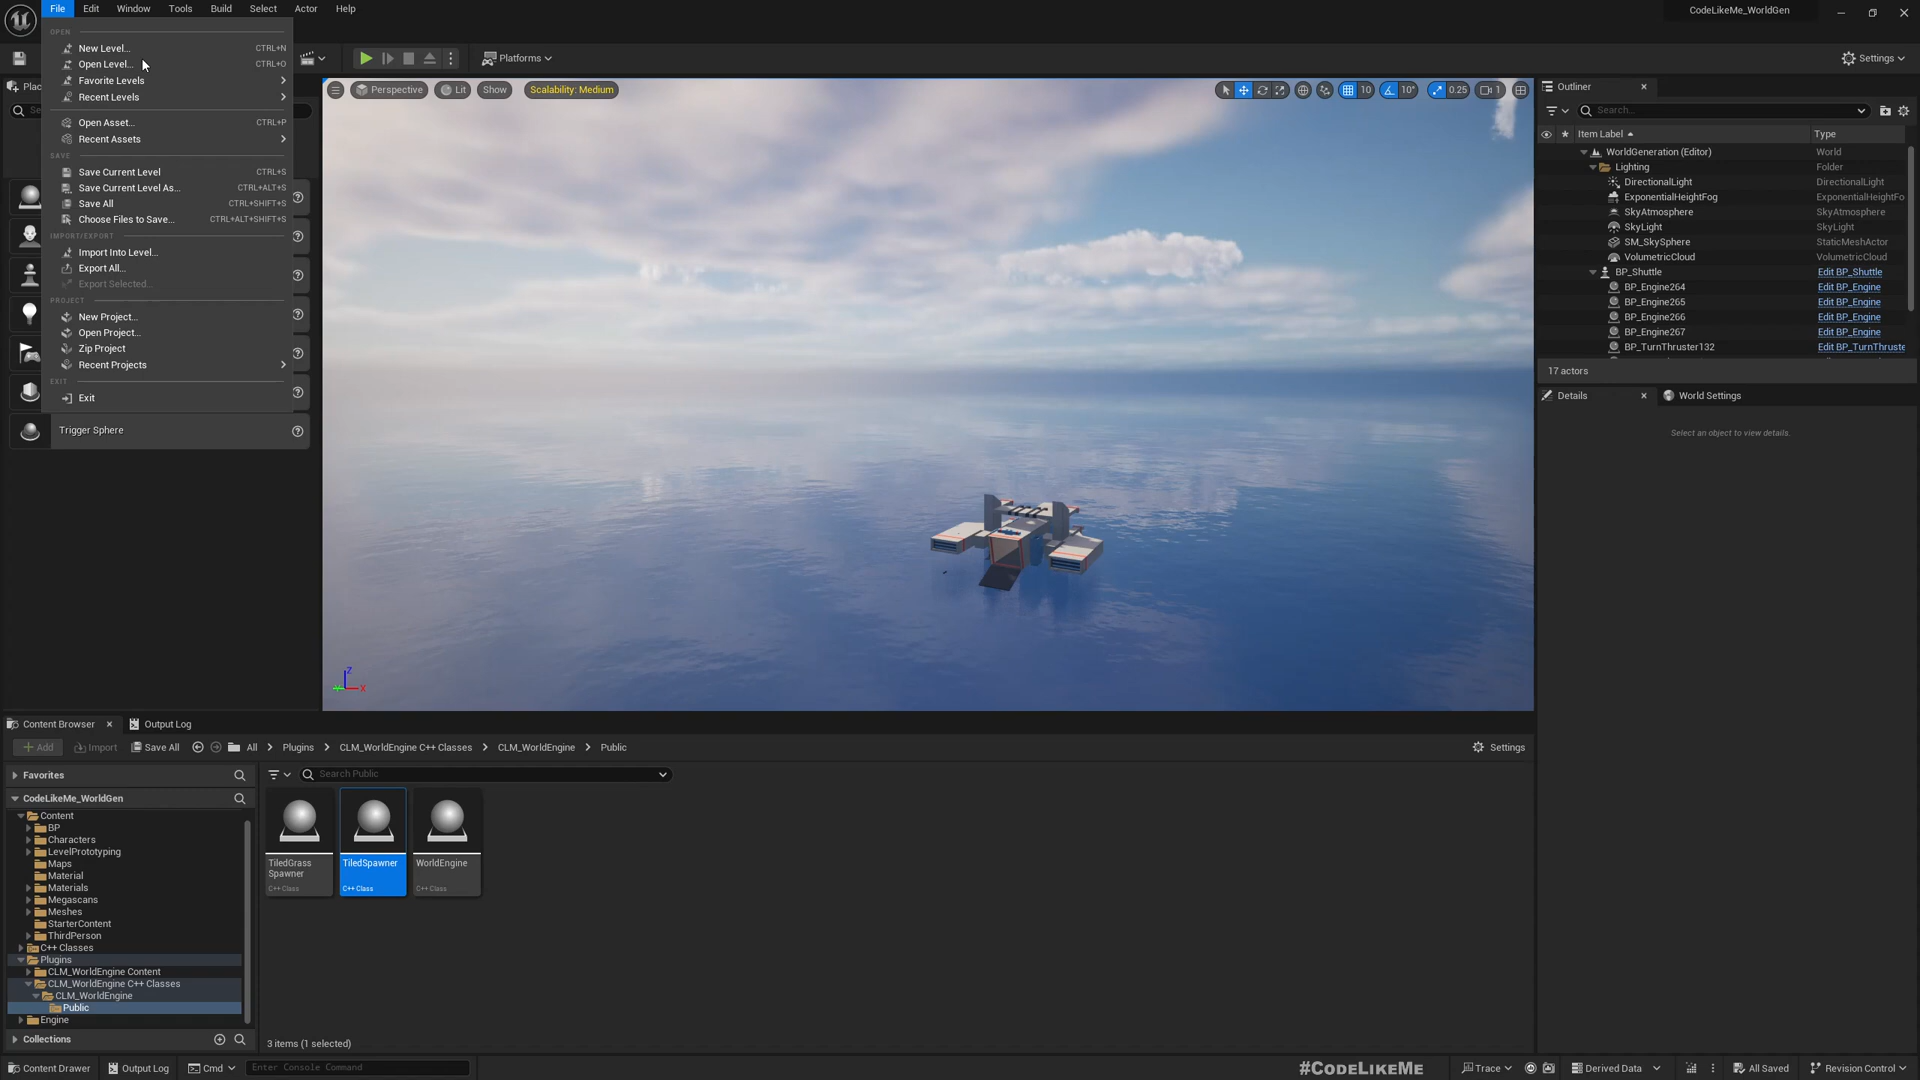 File Edit Window Tools Build Select Actor Help
CodeLikeMe_WorldGen
OPEN
New Level... CTRL+N
Open Level... CTRL+O
Favorite Levels
Recent Levels
Open Asset... CTRL+P
Recent Assets
SAVE
Save Current Level CTRL+S
Save Current Level As... CTRL+ALT+S
Save All CTRL+SHIFT+S
Choose Files to Save... CTRL+ALT+SHIFT+S
IMPORT/EXPORT
Import Into Level...
Export All...
Export Selected...
PROJECT
New Project...
Open Project...
Zip Project
Recent Projects
EXIT
Exit
Trigger Sphere
Platforms
Settings
Perspective Lit Show Scalability: Medium
10 10° 0.25 1
Z
X
Outliner
Search...
Item Label Type
WorldGeneration (Editor) World
Lighting Folder
DirectionalLight DirectionalLight
ExponentialHeightFog ExponentialHeightFo
SkyAtmosphere SkyAtmosphere
SkyLight SkyLight
SM_SkySphere StaticMeshActor
VolumetricCloud VolumetricCloud
BP_Shuttle Edit BP_Shuttle
BP_Engine264 Edit BP_Engine
BP_Engine265 Edit BP_Engine
BP_Engine266 Edit BP_Engine
BP_Engine267 Edit BP_Engine
BP_TurnThruster132 Edit BP_TurnThruste
17 actors
Details World Settings
Select an object to view details.
Content Browser Output Log
Add Import Save All All Plugins CLM_WorldEngine C++ Classes CLM_WorldEngine Public Settings
Favorites
CodeLikeMe_WorldGen
Content
BP
Characters
LevelPrototyping
Maps
Material
Materials
Megascans
Meshes
StarterContent
ThirdPerson
C++ Classes
Plugins
CLM_WorldEngine Content
CLM_WorldEngine C++ Classes
CLM_WorldEngine
Public
Engine
Collections
Search Public
TiledGrass
Spawner
C++ Class
TiledSpawner
C++ Class
WorldEngine
C++ Class
3 items (1 selected)
Content Drawer Output Log Cmd Enter Console Command
#CODELIKEME
Trace Derived Data All Saved Revision Control